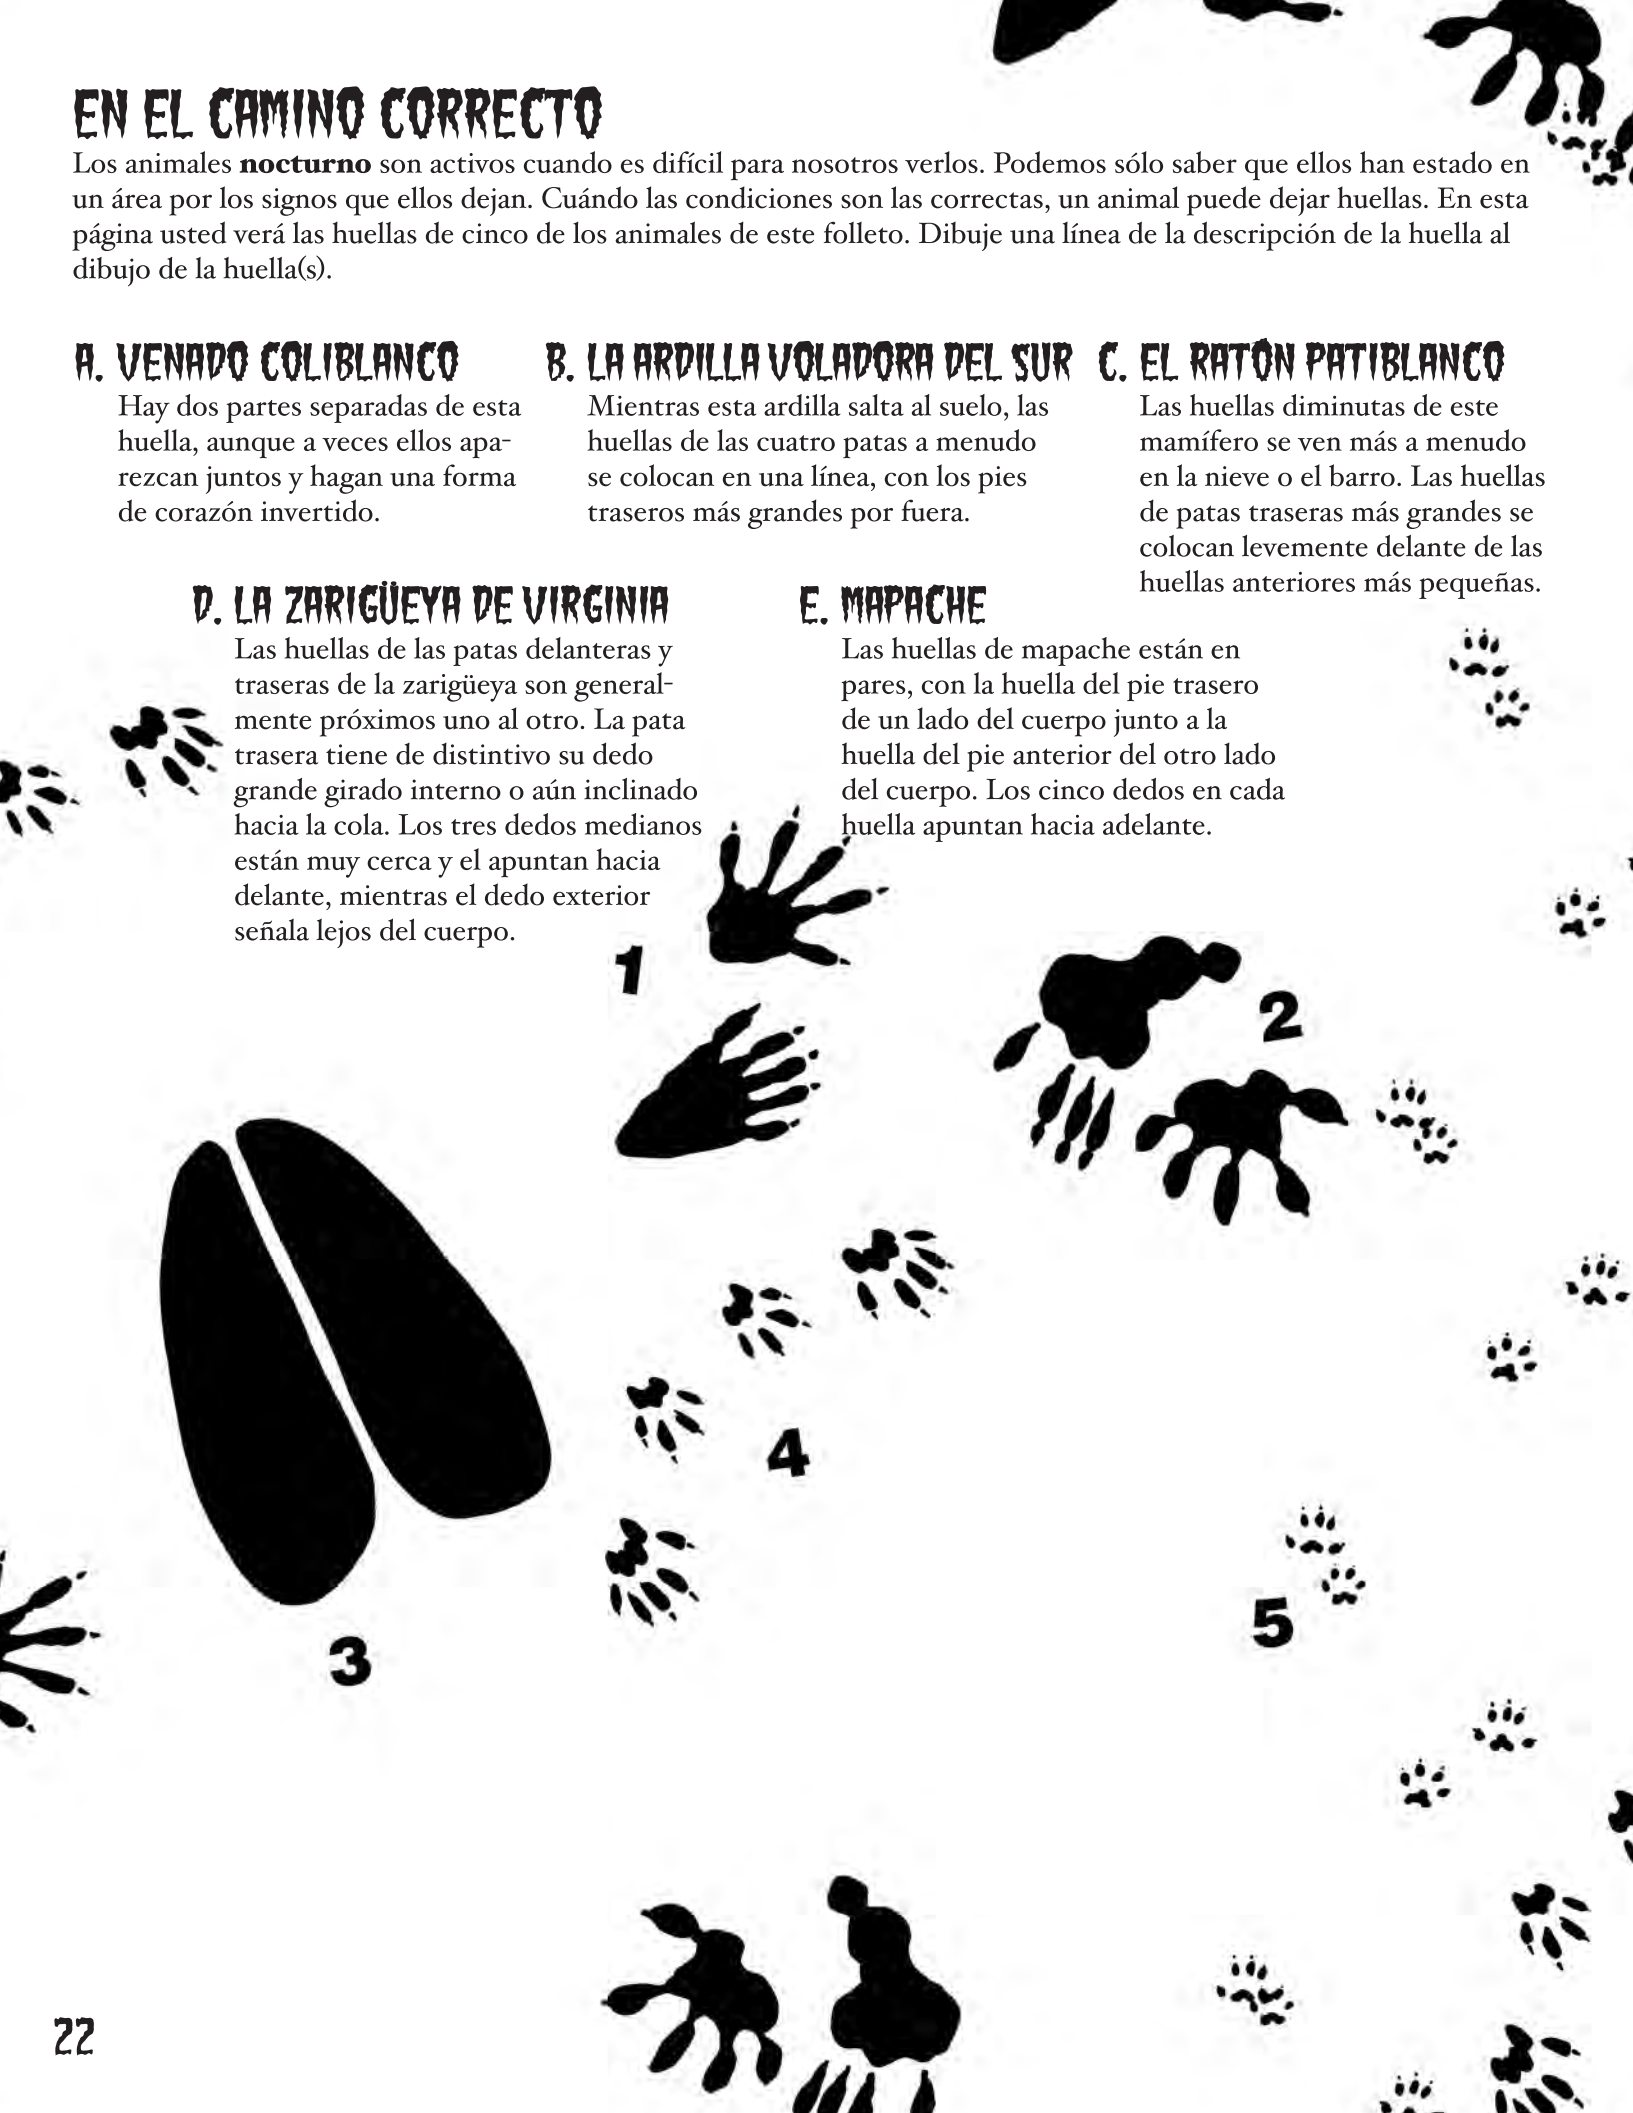 EN EL CAMINO CORRECTO
Los animales nocturno son activos cuando es difícil para nosotros verlos. Podemos sólo saber que ellos han estado en
un área por los signos que ellos dejan. Cuándo las condiciones son las correctas, un animal puede dejar huellas. En esta
página usted verá las huellas de cinco de los animales de este folleto. Dibuje una línea de la descripción de la huella al
dibujo de la huella(s).
A. VENADO COLIBLANCO
Hay dos partes separadas de esta
huella, aunque a veces ellos apa-
rezcan juntos y hagan una forma
de corazón invertido.
B. LA ARDILLA VOLADORA DEL SUR
Mientras esta ardilla salta al suelo, las
huellas de las cuatro patas a menudo
se colocan en una línea, con los pies
traseros más grandes por fuera.
C. EL RATÓN PATIBLANCO
Las huellas diminutas de este
mamífero se ven más a menudo
en la nieve o el barro. Las huellas
de patas traseras más grandes se
colocan levemente delante de las
huellas anteriores más pequeñas.
D. LA ZARIGÜEYA DE VIRGINIA
Las huellas de las patas delanteras y
traseras de la zarigüeya son general-
mente próximos uno al otro. La pata
trasera tiene de distintivo su dedo
grande girado interno o aún inclinado
hacia la cola. Los tres dedos medianos
están muy cerca y el apuntan hacia
delante, mientras el dedo exterior
señala lejos del cuerpo.
E. MAPACHE
Las huellas de mapache están en
pares, con la huella del pie trasero
de un lado del cuerpo junto a la
huella del pie anterior del otro lado
del cuerpo. Los cinco dedos en cada
huella apuntan hacia adelante.
1
2
3
4
5
22